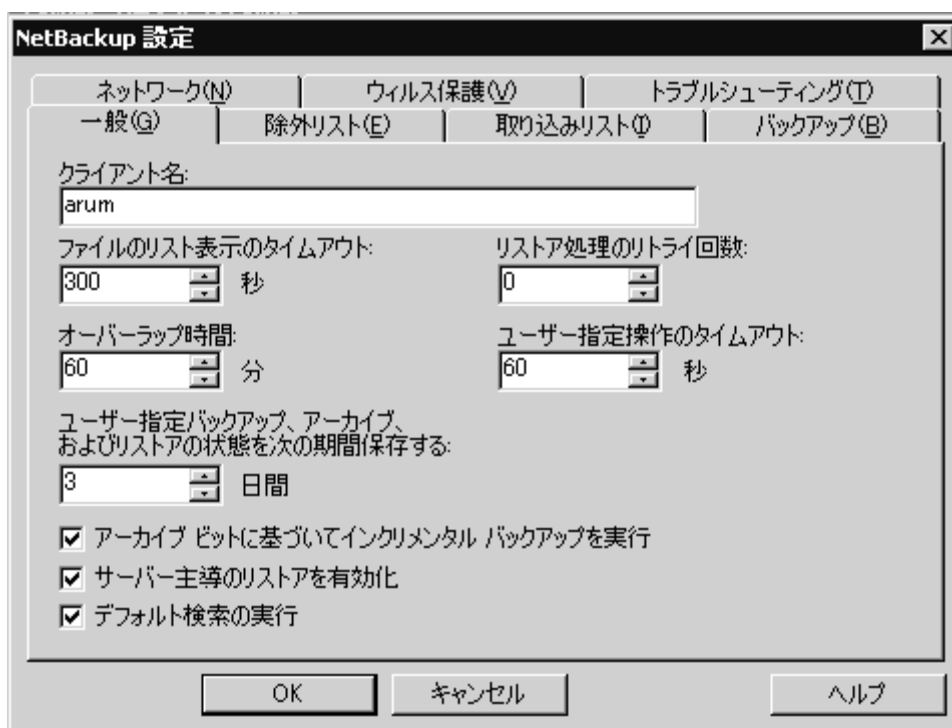 NetBackup 設定
ネットワーク(N) ウィルス保護(V) トラブルシューティング(T)
一般(G) 除外リスト(E) 取り込みリスト(I) バックアップ(B)
クライアント名:
arum
ファイルのリスト表示のタイムアウト: リストア処理のリトライ回数:
300 秒 0
オーバーラップ時間: ユーザー指定操作のタイムアウト:
60 分 60 秒
ユーザー指定バックアップ、アーカイブ、
およびリストアの状態を次の期間保存する:
3 日間
アーカイブ ビットに基づいてインクリメンタル バックアップを実行
サーバー主導のリストアを有効化
デフォルト検索の実行
OK キャンセル ヘルプ